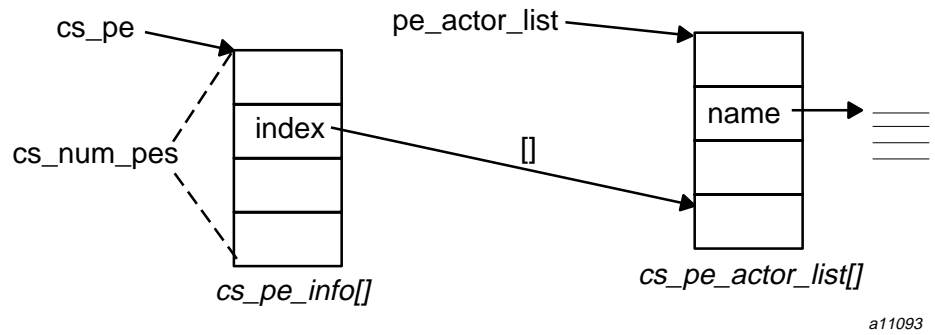 cs_pe
pe_actor_list
index
name
cs_num_pes
[]
cs_pe_info[]
cs_pe_actor_list[]
a11093